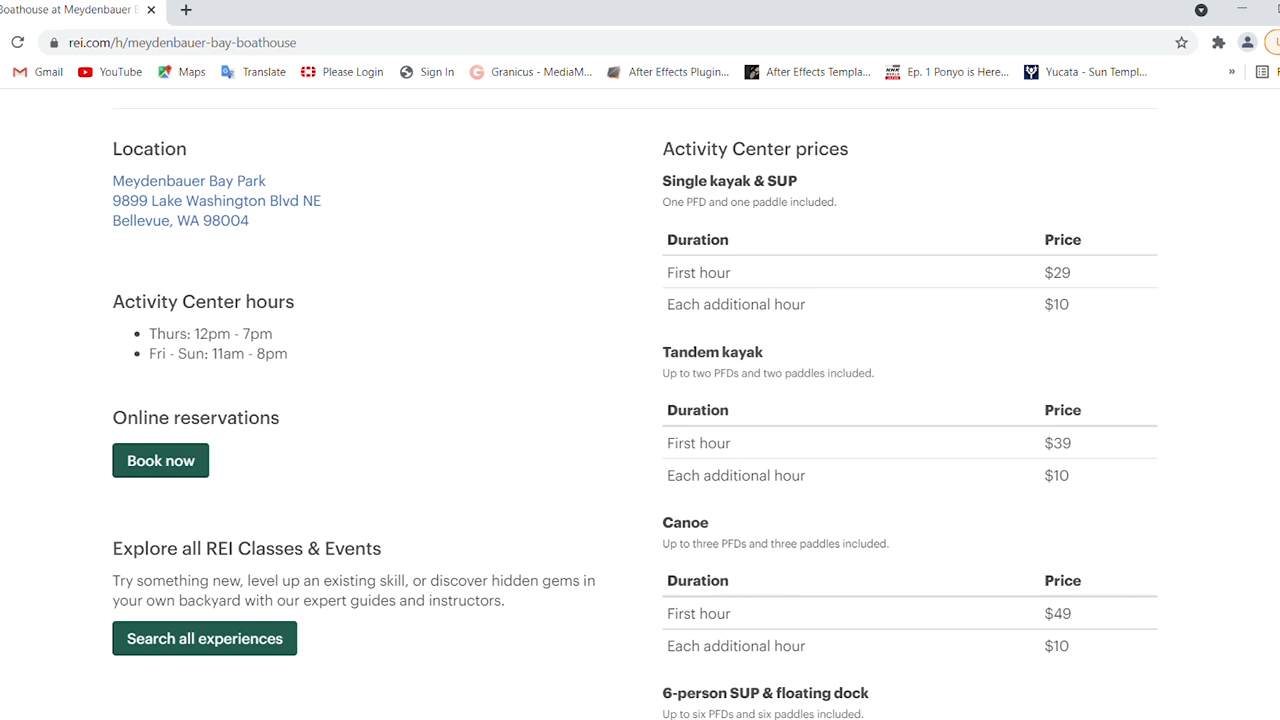 Boathouse at Meydenbauer
rei.com/h/meydenbauer-bay-boathouse
Gmail
YouTube
Maps
Translate
Please Login
Sign In
Granicus - MediaM...
After Effects Plugin...
After Effects Templa...
Ep. 1 Ponyo is Here...
Yucata - Sun Templ...
»
Location
Meydenbauer Bay Park
9899 Lake Washington Blvd NE
Bellevue, WA 98004
Activity Center hours
• Thurs: 12pm - 7pm
• Fri - Sun: 11am - 8pm
Online reservations
Book now
Explore all REI Classes & Events
Try something new, level up an existing skill, or discover hidden gems in
your own backyard with our expert guides and instructors.
Search all experiences
Activity Center prices
Single kayak & SUP
One PFD and one paddle included.
Duration Price
First hour $29
Each additional hour $10
Tandem kayak
Up to two PFDs and two paddles included.
Duration Price
First hour $39
Each additional hour $10
Canoe
Up to three PFDs and three paddles included.
Duration Price
First hour $49
Each additional hour $10
6-person SUP & floating dock
Up to six PFDs and six paddles included.